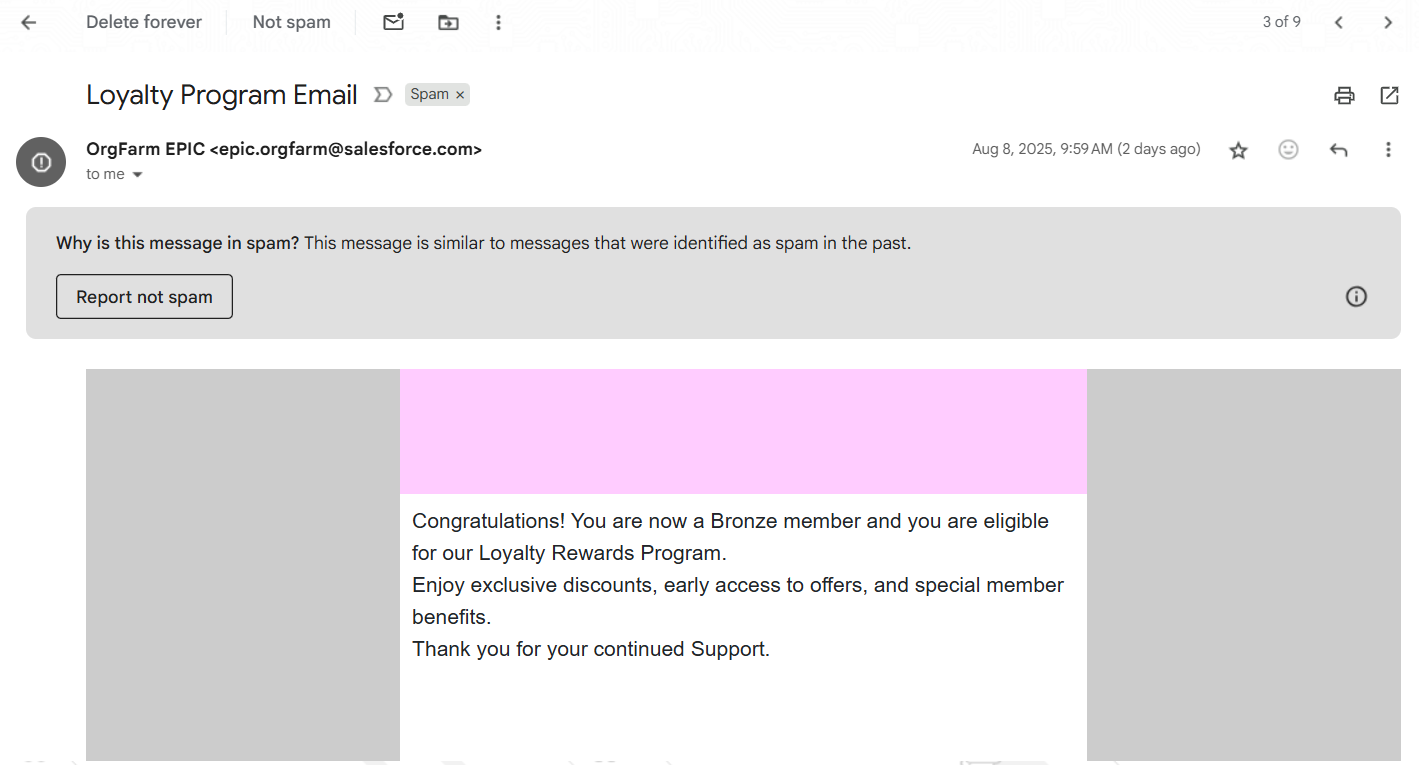 Delete forever
Not spam
3 of 9
Loyalty Program Email
Spam ×
OrgFarm EPIC <epic.orgfarm@salesforce.com>
Aug 8, 2025, 9:59 AM (2 days ago)
to me
Why is this message in spam? This message is similar to messages that were identified as spam in the past.
Report not spam
Congratulations! You are now a Bronze member and you are eligible
for our Loyalty Rewards Program.
Enjoy exclusive discounts, early access to offers, and special member
benefits.
Thank you for your continued Support.